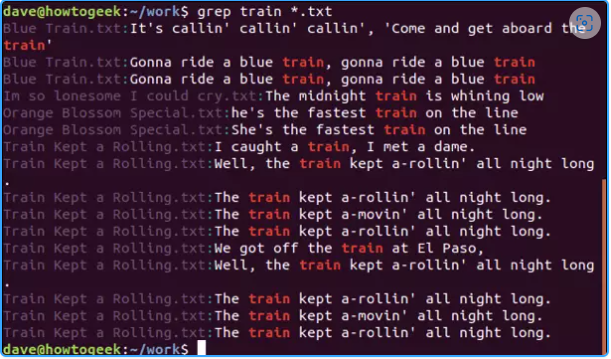 dave@howtogeek:~/work$ grep train *.txt
Blue Train.txt:It's callin' callin' callin', 'Come and get aboard the
train'
Blue Train.txt:Gonna ride a blue train, gonna ride a blue train
Blue Train.txt:Gonna ride a blue train, gonna ride a blue train
Im so lonesome I could cry.txt:The midnight train is whining low
Orange Blossom Special.txt:he's the fastest train on the line
Orange Blossom Special.txt:She's the fastest train on the line
Train Kept a Rolling.txt:I caught a train, I met a dame.
Train Kept a Rolling.txt:Well, the train kept a-rollin' all night long
.
Train Kept a Rolling.txt:The train kept a-rollin' all night long.
Train Kept a Rolling.txt:The train kept a-movin' all night long.
Train Kept a Rolling.txt:The train kept a-rollin' all night long.
Train Kept a Rolling.txt:We got off the train at El Paso,
Train Kept a Rolling.txt:Well, the train kept a-rollin' all night long
.
Train Kept a Rolling.txt:The train kept a-rollin' all night long.
Train Kept a Rolling.txt:The train kept a-movin' all night long.
Train Kept a Rolling.txt:The train kept a-rollin' all night long.
dave@howtogeek:~/work$